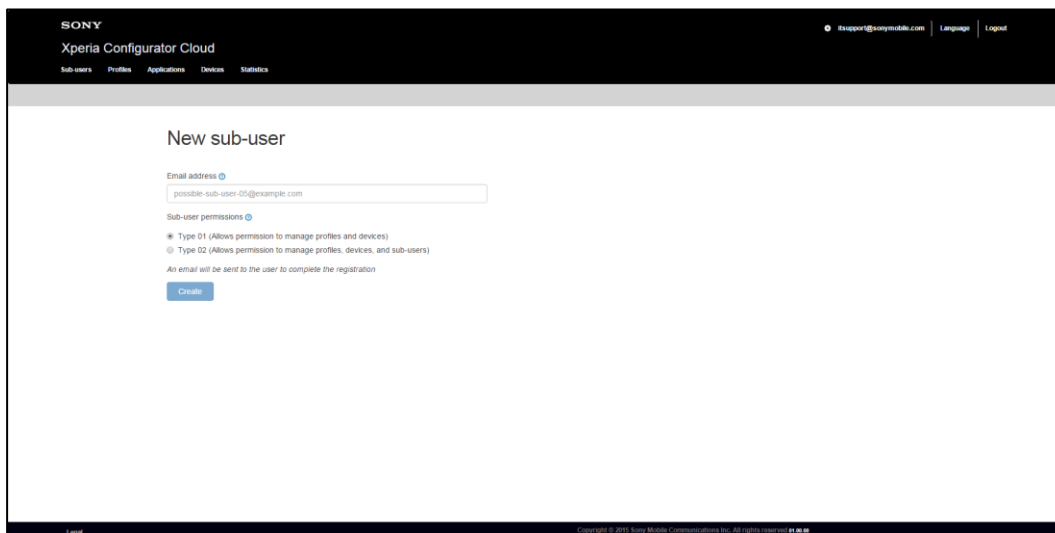 SONY
itsupport@sonymobile.com Language Logout
Xperia Configurator Cloud
Sub-users Profiles Applications Devices Statistics
New sub-user
Email address
possible-sub-user-05@example.com
Sub-user permissions
Type 01 (Allows permission to manage profiles and devices)
Type 02 (Allows permission to manage profiles, devices, and sub-users)
An email will be sent to the user to complete the registration
Create
Legal
Copyright © 2015 Sony Mobile Communications Inc. All rights reserved